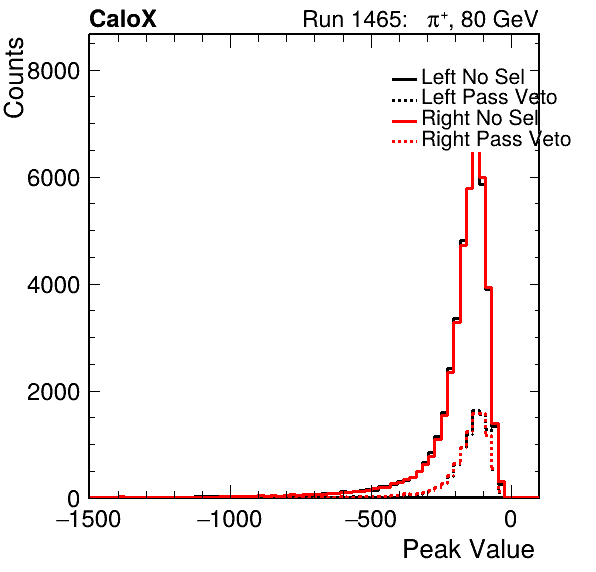 CaloX Run 1465: π⁺, 80 GeV
Counts
8000
Left No Sel
Left Pass Veto
Right No Sel
Right Pass Veto
6000
4000
2000
0
−1500 −1000 −500 0
Peak Value